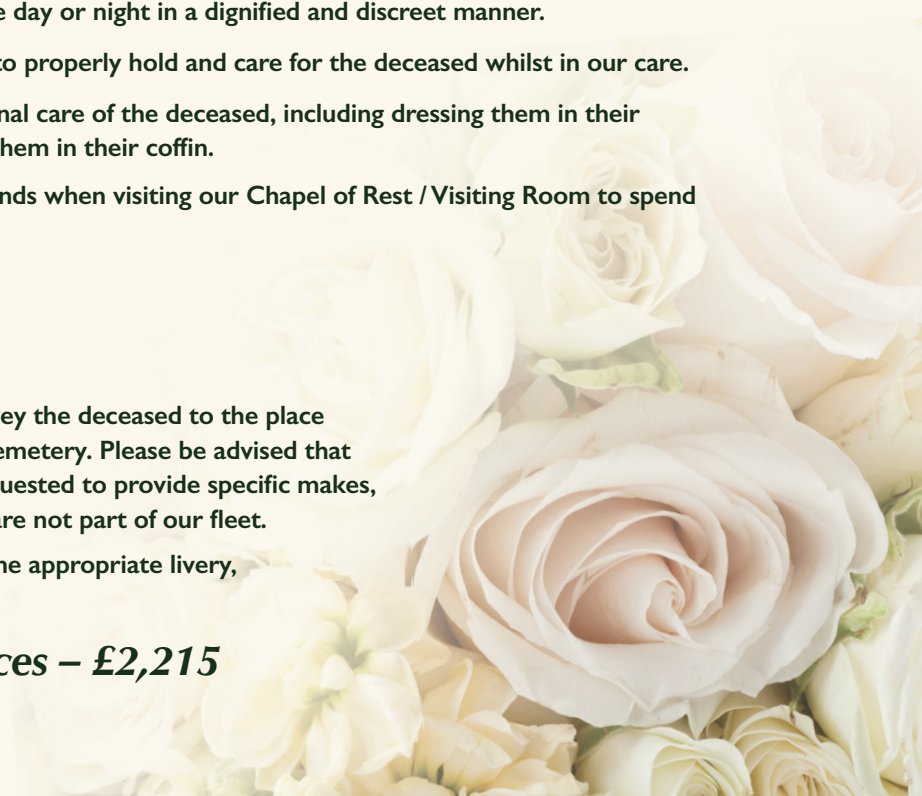 e day or night in a dignified and discreet manner.
to properly hold and care for the deceased whilst in our care.
nal care of the deceased, including dressing them in their
hem in their coffin.
nds when visiting our Chapel of Rest / Visiting Room to spend
ey the deceased to the place
emetery. Please be advised that
uested to provide specific makes,
are not part of our fleet.
he appropriate livery,
ces – £2,215